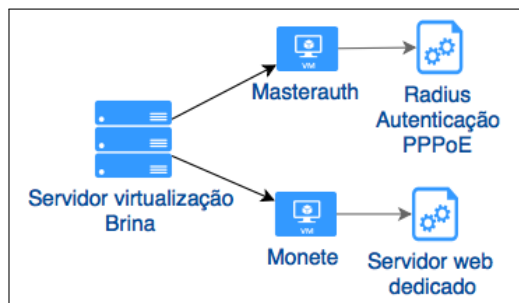 VM
Masterauth
Radius
Autenticação
PPPoE
Servidor virtualização
Brina
VM
Monete
Servidor web
dedicado